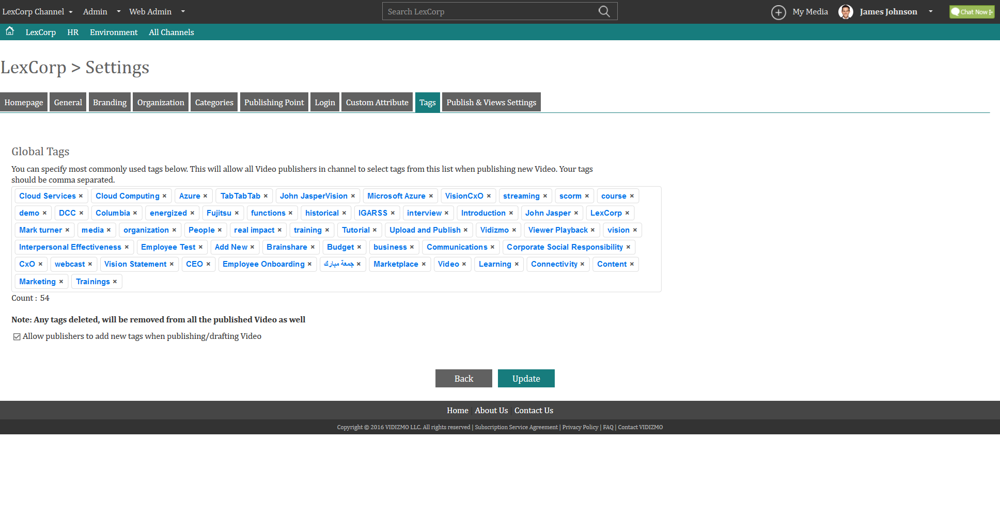 LexCorp Channel Admin Web Admin Search LexCorp My Media James Johnson Chat Now
LexCorp HR Environment All Channels
LexCorp > Settings
Homepage General Branding Organization Categories Publishing Point Login Custom Attribute Tags Publish & Views Settings
Global Tags
You can specify most commonly used tags below. This will allow all Video publishers in channel to select tags from this list when publishing new Video. Your tags
should be comma separated.
Cloud Services × Cloud Computing × Azure × TabTabTab × John JasperVision × Microsoft Azure × VisionCxO × streaming × scorm × course ×
demo × DCC × Columbia × energized × Fujitsu × functions × historical × IGARSS × interview × Introduction × John Jasper × LexCorp ×
Mark turner × media × organization × People × real impact × training × Tutorial × Upload and Publish × Vidizmo × Viewer Playback × vision ×
Interpersonal Effectiveness × Employee Test × Add New × Brainshare × Budget × business × Communications × Corporate Social Responsibility ×
CxO × webcast × Vision Statement × CEO × Employee Onboarding × جمعة مبارك × Marketplace × Video × Learning × Connectivity × Content ×
Marketing × Trainings ×
Count : 54
Note: Any tags deleted, will be removed from all the published Video as well
Allow publishers to add new tags when publishing/drafting Video
Back Update
Home | About Us | Contact Us
Copyright © 2016 VIDIZMO LLC. All rights reserved | Subscription Service Agreement | Privacy Policy | FAQ | Contact VIDIZMO